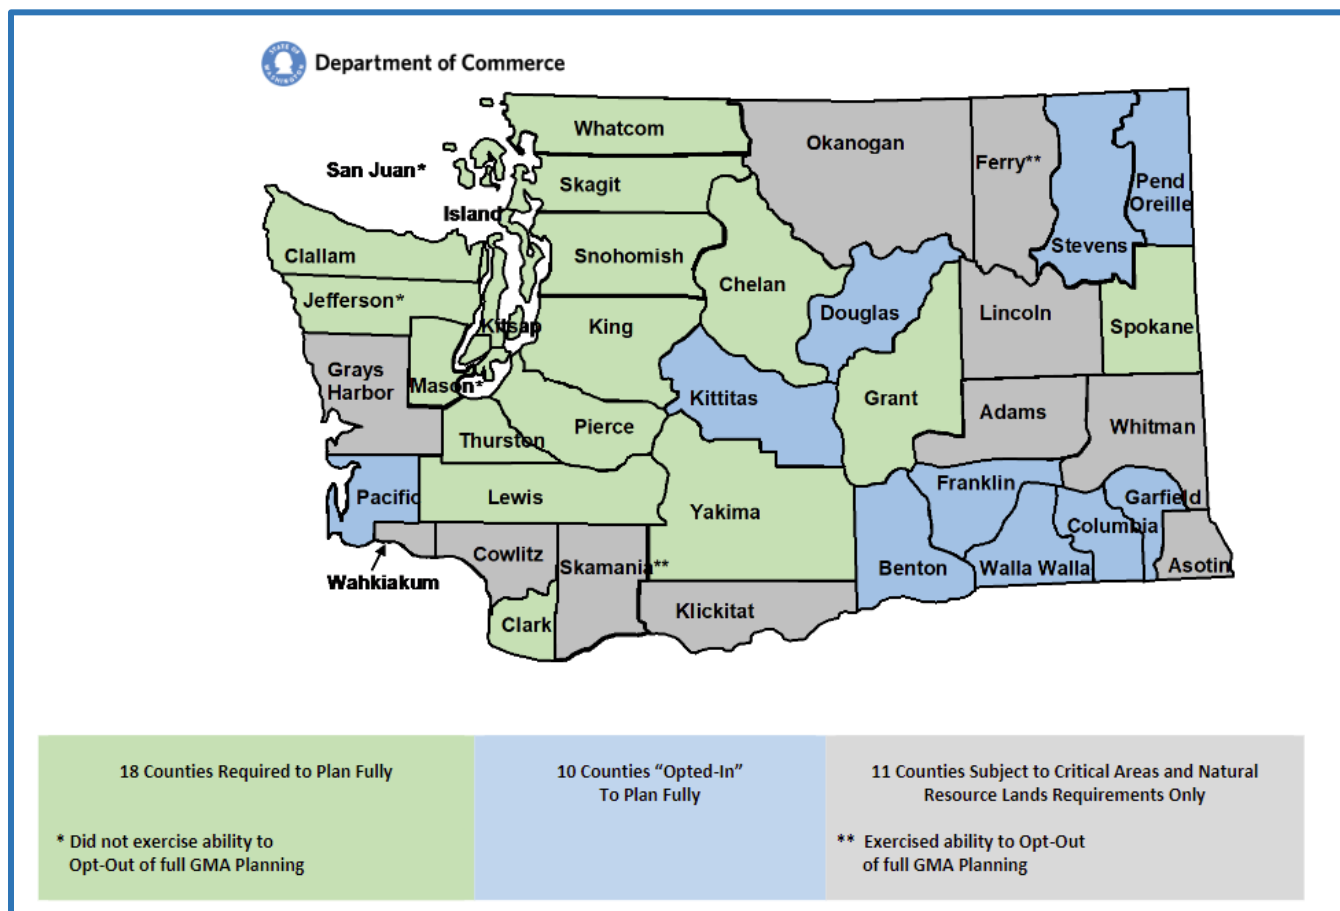 STATE OF WASHINGTON
Department of Commerce
Whatcom
Okanogan
Ferry**
San Juan*
Skagit
Pend
Oreille
Island
Stevens
Clallam
Snohomish
Chelan
Jefferson*
Douglas
Lincoln
Kitsap
King
Spokane
Grays
Harbor
Mason*
Kittitas
Grant
Adams
Whitman
Thurston
Pierce
Pacific
Lewis
Yakima
Franklin
Garfield
Columbia
Wahkiakum
Cowlitz
Skamania**
Benton
Walla Walla
Asotin
Klickitat
Clark
18 Counties Required to Plan Fully
* Did not exercise ability to
Opt-Out of full GMA Planning
10 Counties “Opted-In”
To Plan Fully
11 Counties Subject to Critical Areas and Natural
Resource Lands Requirements Only
** Exercised ability to Opt-Out
of full GMA Planning